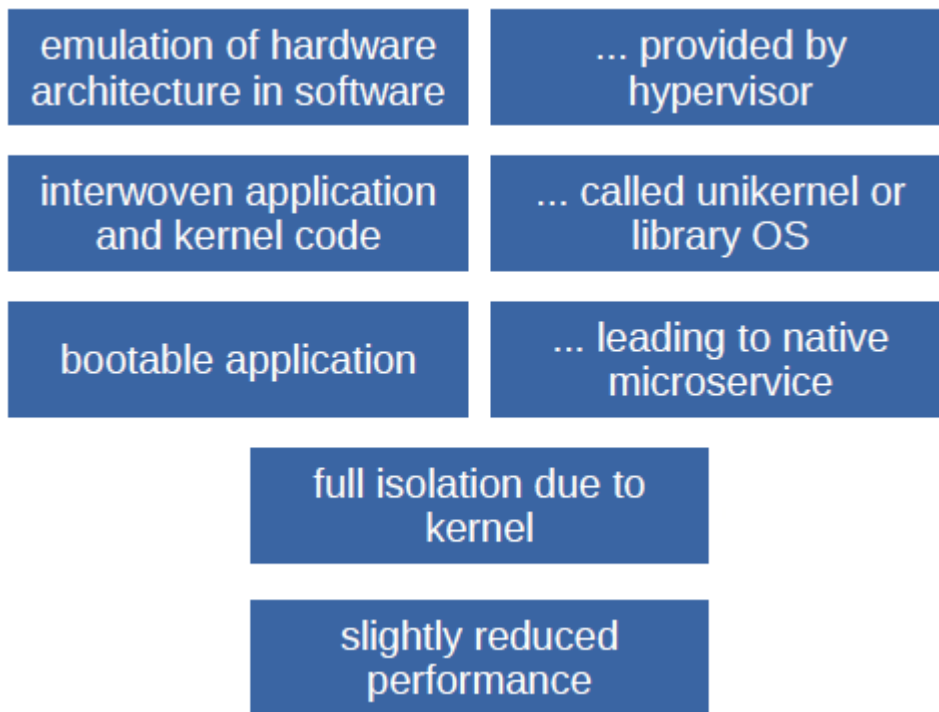 emulation of hardware
architecture in software
... provided by
hypervisor
interwoven application
and kernel code
... called unikernel or
library OS
bootable application
... leading to native
microservice
full isolation due to
kernel
slightly reduced
performance